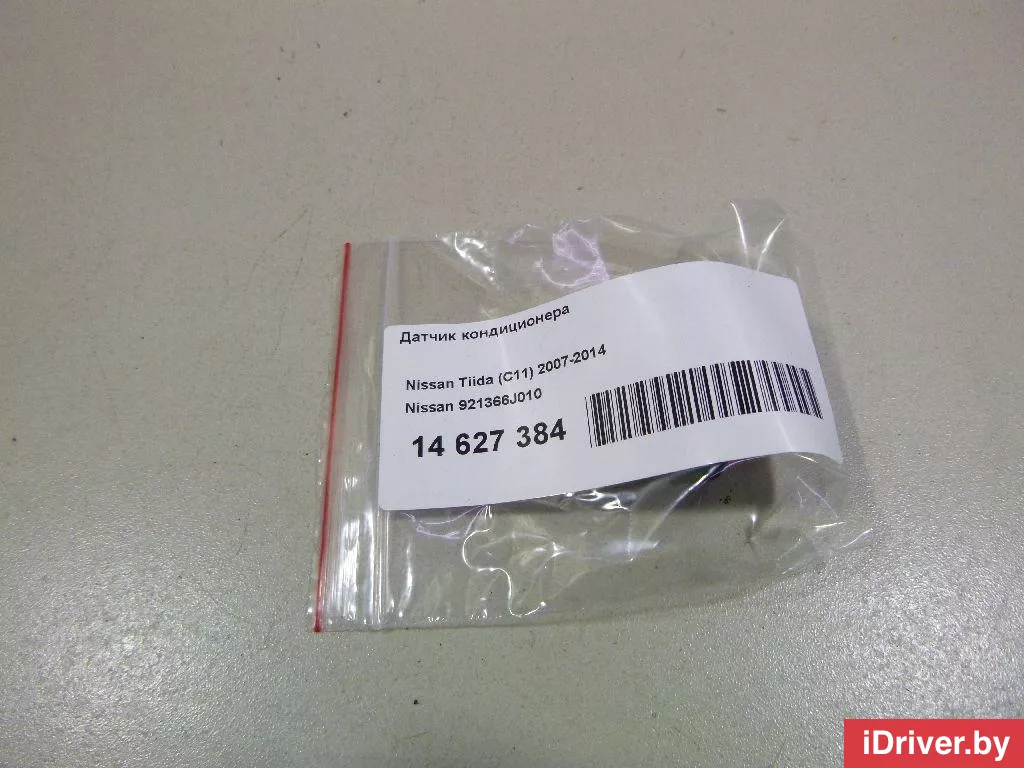 Датчик кондиционера
Nissan Tiida (C11) 2007-2014
Nissan 921366J010
14 627 384
iDriver.by